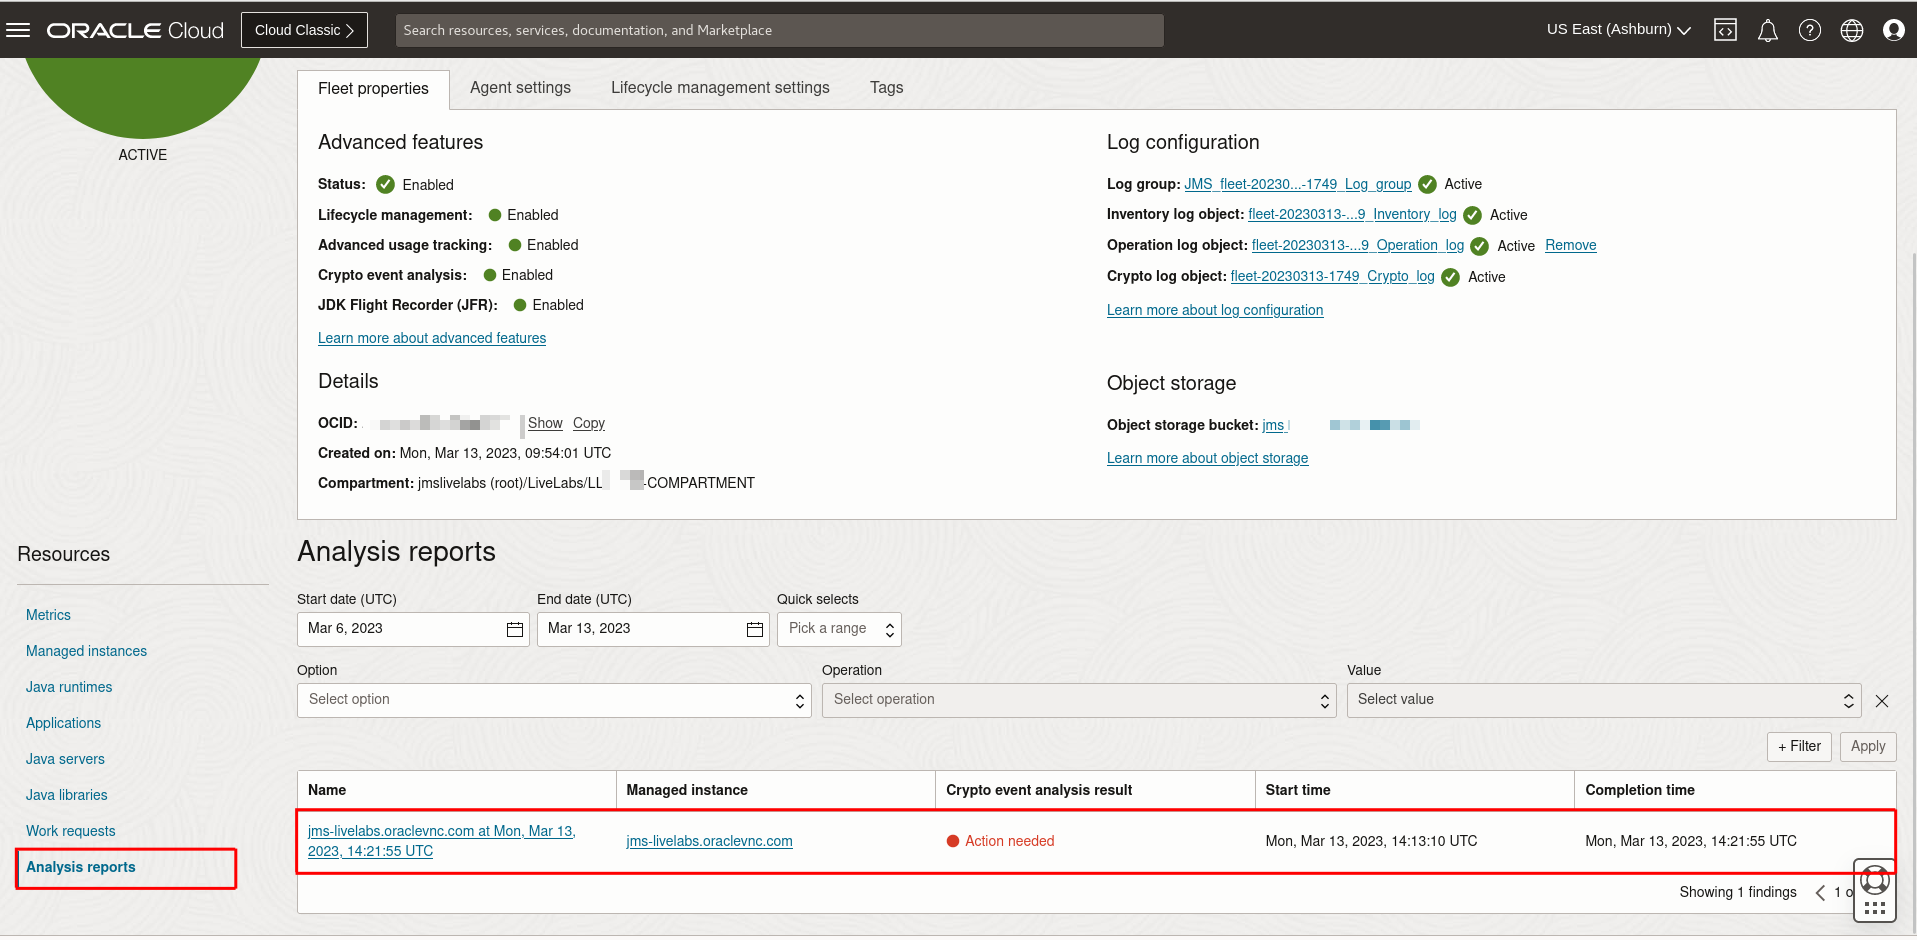 ORACLE Cloud
Cloud Classic
Search resources, services, documentation, and Marketplace
US East (Ashburn)
ACTIVE
Fleet properties
Agent settings
Lifecycle management settings
Tags
Advanced features
Status: Enabled
Lifecycle management: Enabled
Advanced usage tracking: Enabled
Crypto event analysis: Enabled
JDK Flight Recorder (JFR): Enabled
Learn more about advanced features
Log configuration
Log group: JMS_fleet-20230...-1749_Log_group Active
Inventory log object: fleet-20230313-...9_Inventory_log Active
Operation log object: fleet-20230313-...9_Operation_log Active Remove
Crypto log object: fleet-20230313-1749_Crypto_log Active
Learn more about log configuration
Details
OCID: Show Copy
Created on: Mon, Mar 13, 2023, 09:54:01 UTC
Compartment: jmslivelabs (root)/LiveLabs/LL -COMPARTMENT
Object storage
Object storage bucket: jms_
Learn more about object storage
Resources
Metrics
Managed instances
Java runtimes
Applications
Java servers
Java libraries
Work requests
Analysis reports
Analysis reports
Start date (UTC)
Mar 6, 2023
End date (UTC)
Mar 13, 2023
Quick selects
Pick a range
Option
Select option
Operation
Select operation
Value
Select value
+ Filter
Apply
Name
Managed instance
Crypto event analysis result
Start time
Completion time
jms-livelabs.oraclevnc.com at Mon, Mar 13,
2023, 14:21:55 UTC
jms-livelabs.oraclevnc.com
Action needed
Mon, Mar 13, 2023, 14:13:10 UTC
Mon, Mar 13, 2023, 14:21:55 UTC
Showing 1 findings
1 o